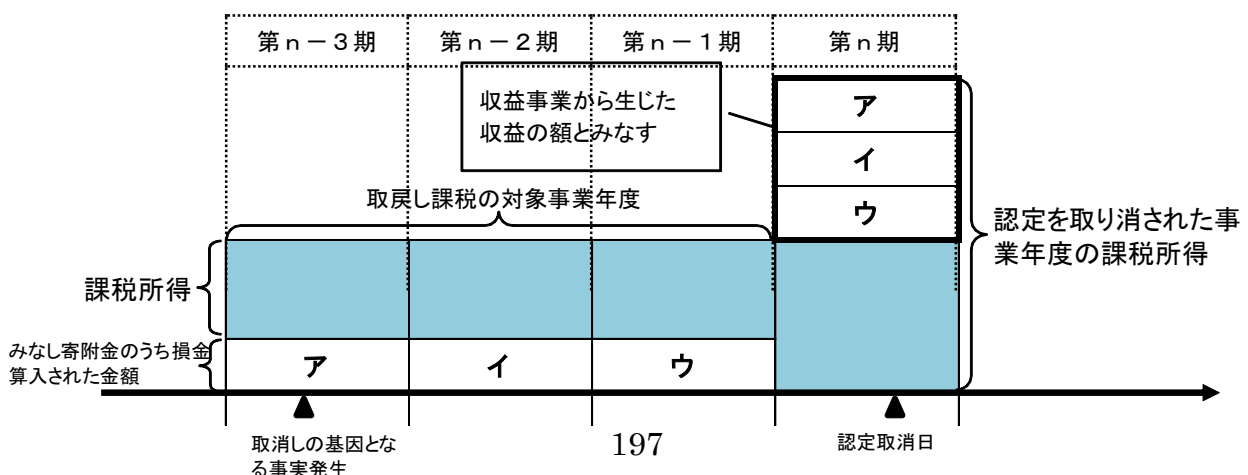 第n－3期
第n－2期
第n－1期
第n期
収益事業から生じた
収益の額とみなす
ア
イ
ウ
取戻し課税の対象事業年度
認定を取り消された事
業年度の課税所得
課税所得
みなし寄附金のうち損金
算入された金額
ア
イ
ウ
取消しの基因とな
る事実発生
197
認定取消日